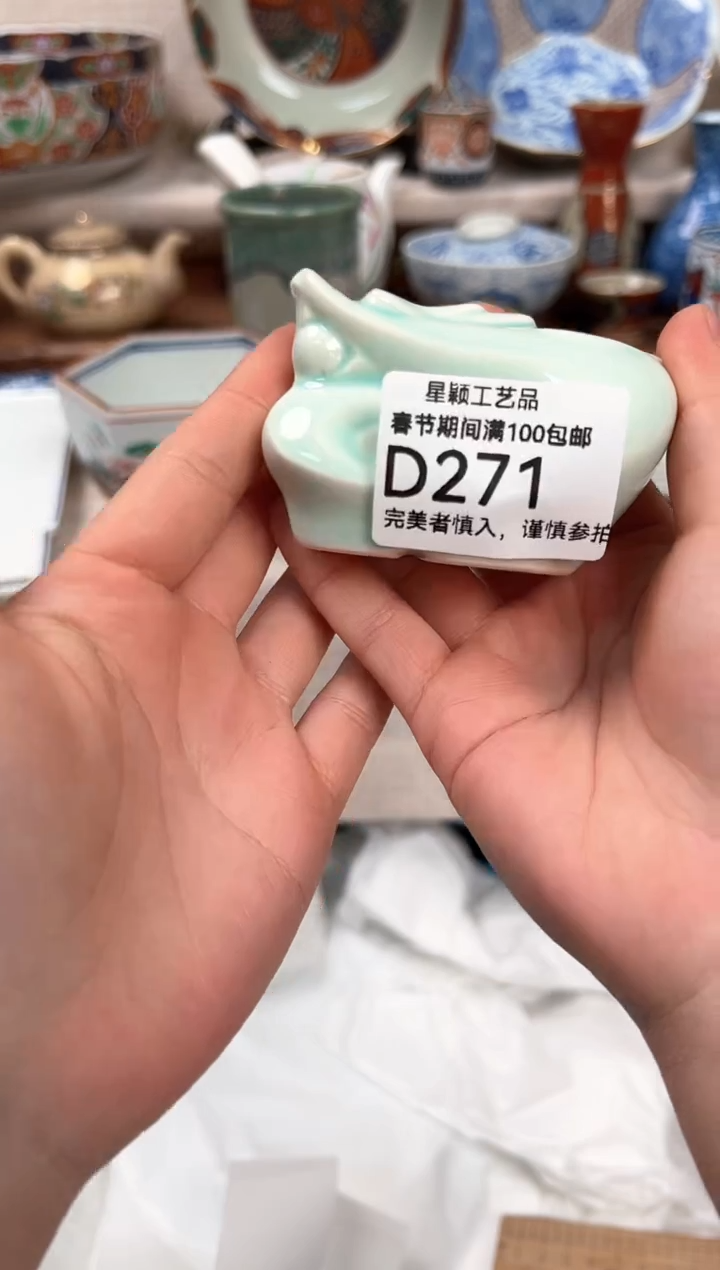 星颖工艺品
春节期间满100包邮
D271
完美者慎入，谨慎参拍